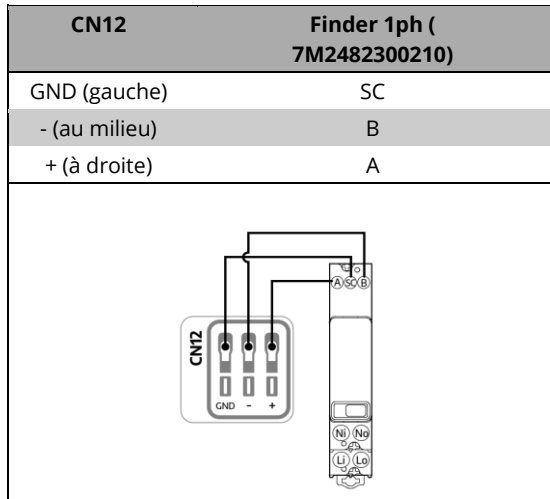 CN12 Finder 1ph (
7M2482300210)
GND (gauche) SC
- (au milieu) B
+ (à droite) A
A SC B
CN12
GND - +
Ni No
Li Lo